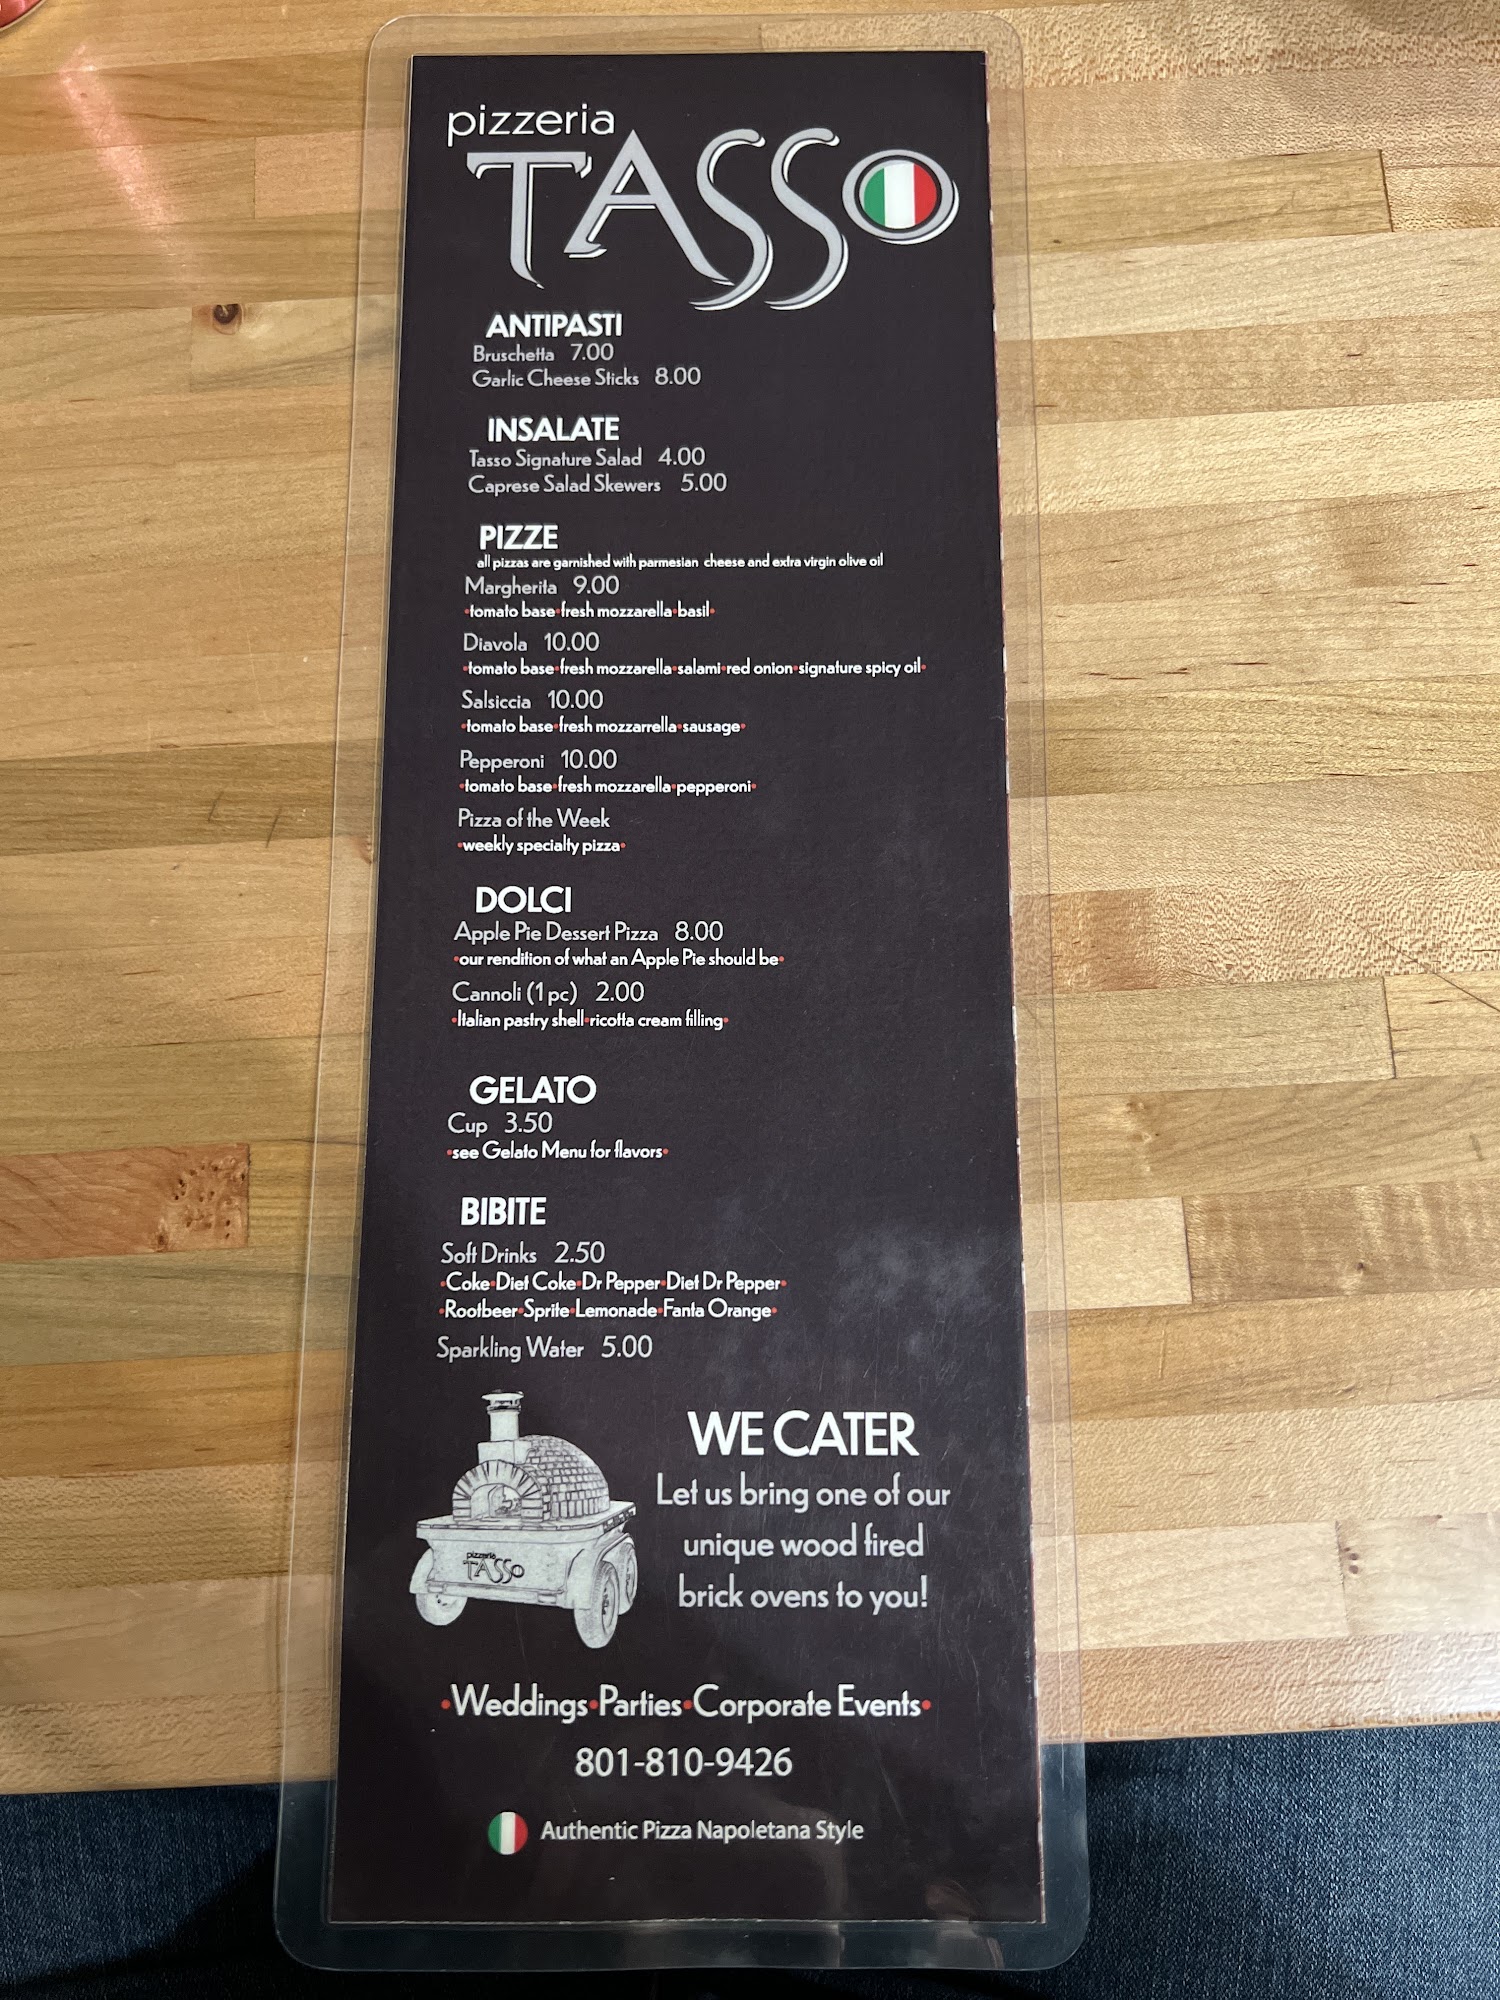 pizzeria
TASSO
ANTIPASTI
Bruschetta 7.00
Garlic Cheese Sticks 8.00
INSALATE
Tasso Signature Salad 4.00
Caprese Salad Skewers 5.00
PIZZE
all pizzas are garnished with parmesian cheese and extra virgin olive oil
Margherita 9.00
•tomato base•fresh mozzarella•basil•
Diavola 10.00
•tomato base•fresh mozzarella•salami•red onion•signature spicy oil•
Salsiccia 10.00
•tomato base•fresh mozzarrella•sausage•
Pepperoni 10.00
•tomato base•fresh mozzarella•pepperoni•
Pizza of the Week
•weekly specialty pizza•
DOLCI
Apple Pie Dessert Pizza 8.00
•our rendition of what an Apple Pie should be•
Cannoli (1 pc) 2.00
•Italian pastry shell•ricotta cream filling•
GELATO
Cup 3.50
•see Gelato Menu for flavors•
BIBITE
Soft Drinks 2.50
•Coke•Diet Coke•Dr Pepper•Diet Dr Pepper•
•Rootbeer•Sprite•Lemonade•Fanta Orange•
Sparkling Water 5.00
WE CATER
Let us bring one of our
unique wood fired
brick ovens to you!
pizzeria
TASSO
•Weddings•Parties•Corporate Events•
801-810-9426
Authentic Pizza Napoletana Style